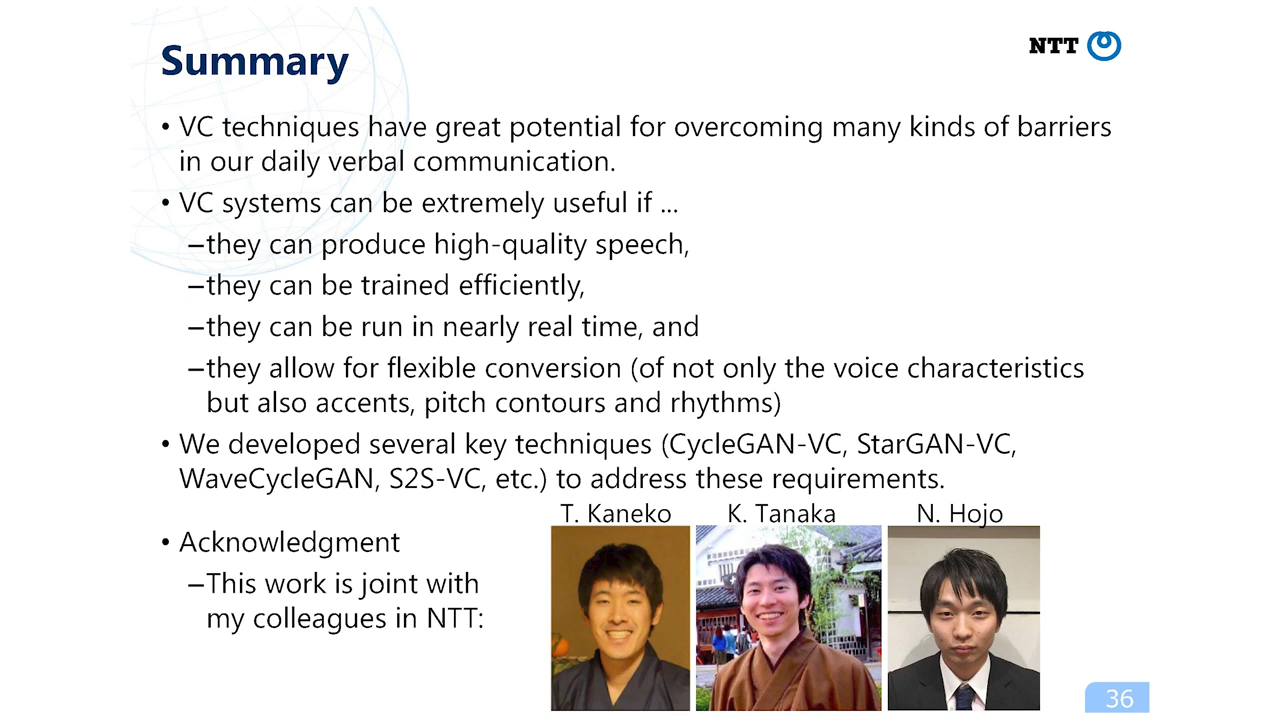 Summary
NTT
• VC techniques have great potential for overcoming many kinds of barriers
in our daily verbal communication.
• VC systems can be extremely useful if ...
–they can produce high-quality speech,
–they can be trained efficiently,
–they can be run in nearly real time, and
–they allow for flexible conversion (of not only the voice characteristics
but also accents, pitch contours and rhythms)
• We developed several key techniques (CycleGAN-VC, StarGAN-VC,
WaveCycleGAN, S2S-VC, etc.) to address these requirements.
T. Kaneko K. Tanaka N. Hojo
• Acknowledgment
–This work is joint with
my colleagues in NTT:
36